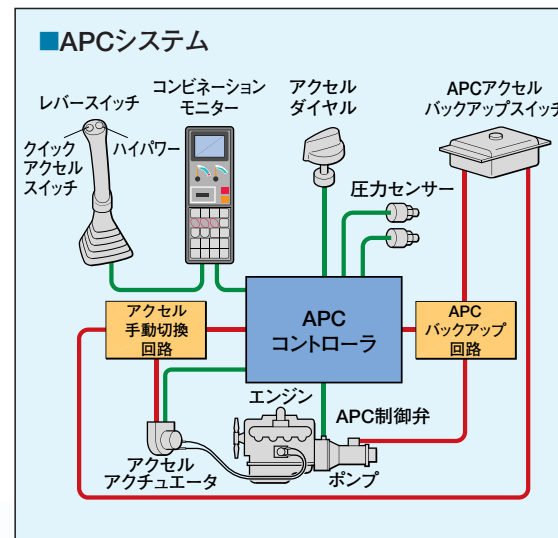 ■APCシステム
コンビネーション
モニター
レバースイッチ
クイック
アクセル
スイッチ
ハイパワー
アクセル
ダイヤル
APCアクセル
バックアップスイッチ
圧力センサー
アクセル
手動切換
回路
APC
コントローラ
APC
バックアップ
回路
エンジン
APC制御弁
アクセル
アクチュエータ
ポンプ